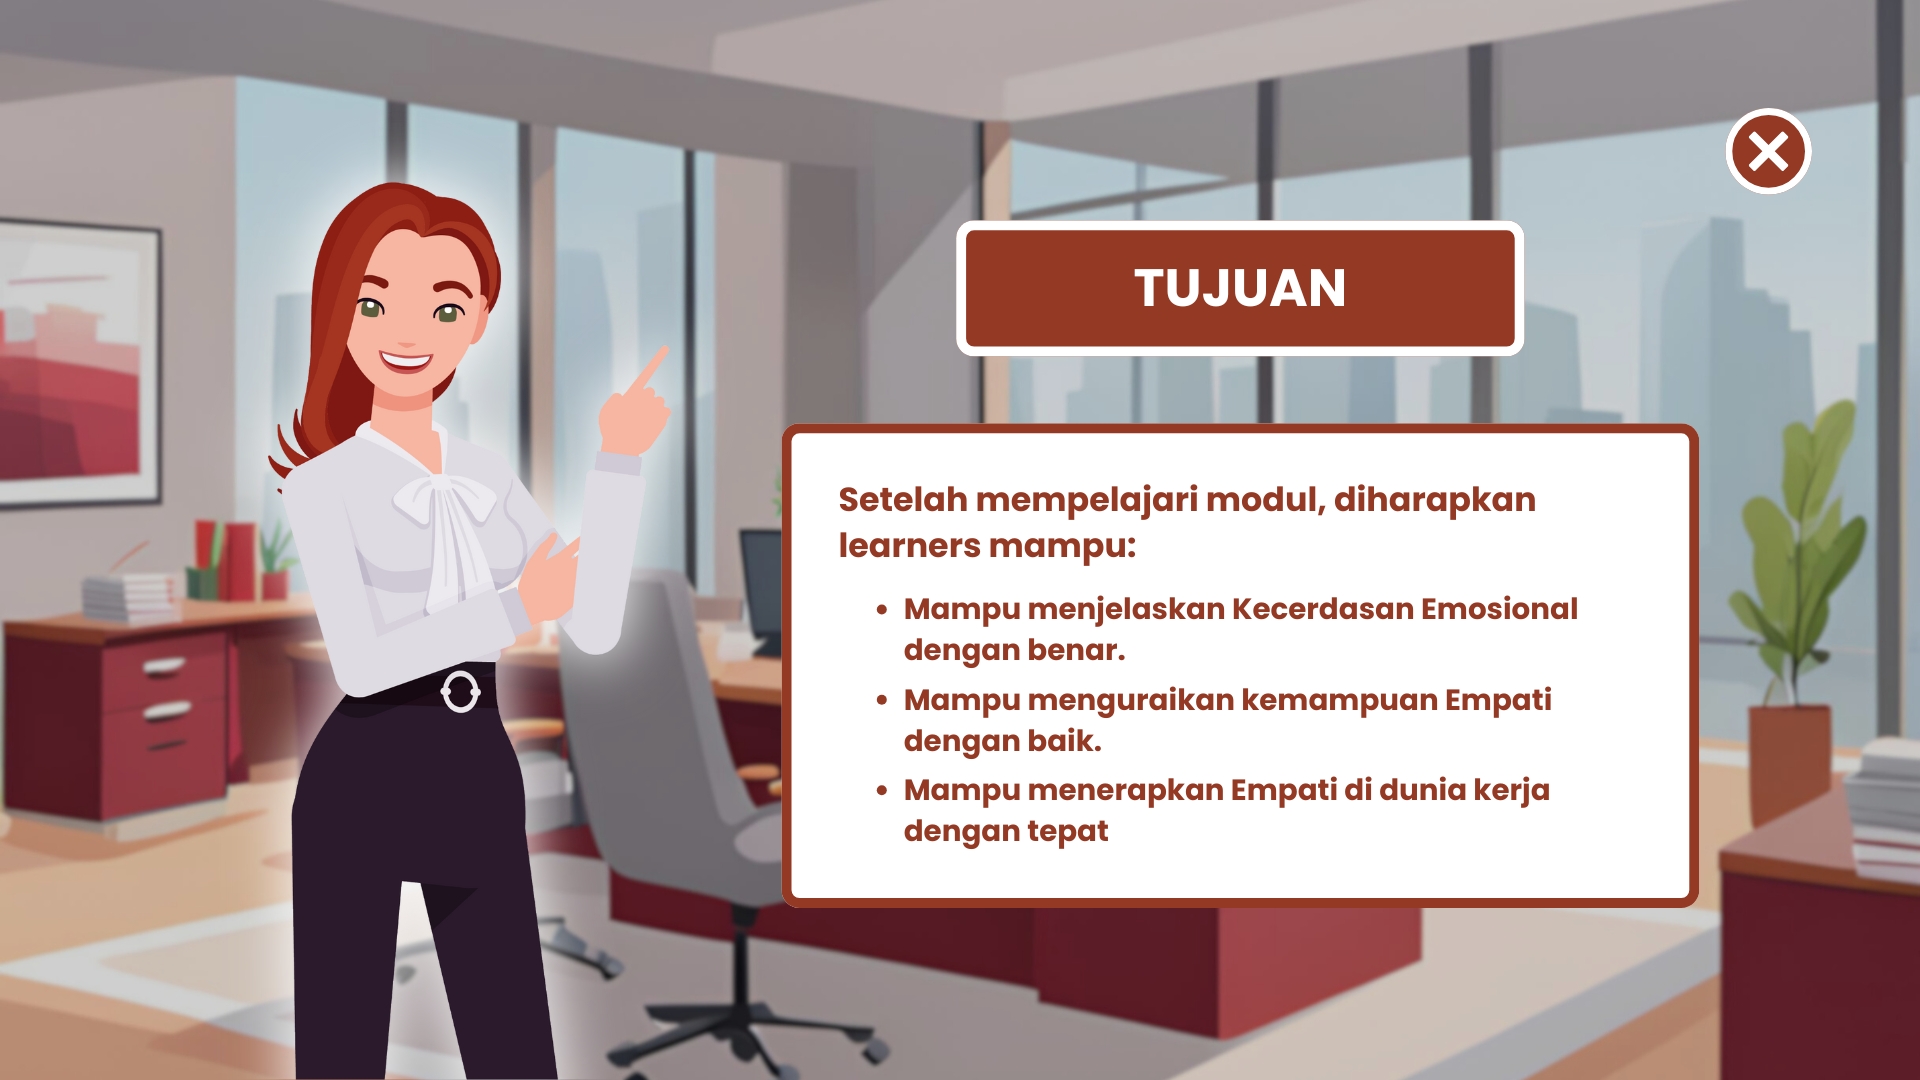 TUJUAN
Setelah mempelajari modul, diharapkan
learners mampu:
• Mampu menjelaskan Kecerdasan Emosional
dengan benar.
• Mampu menguraikan kemampuan Empati
dengan baik.
• Mampu menerapkan Empati di dunia kerja
dengan tepat